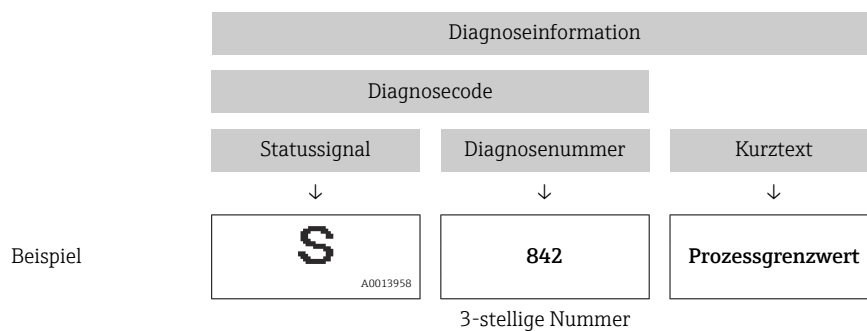 Diagnoseinformation
Diagnosecode
Statussignal Diagnosenummer Kurztext
↓ ↓ ↓
Beispiel S 842 Prozessgrenzwert
A0013958
3-stellige Nummer